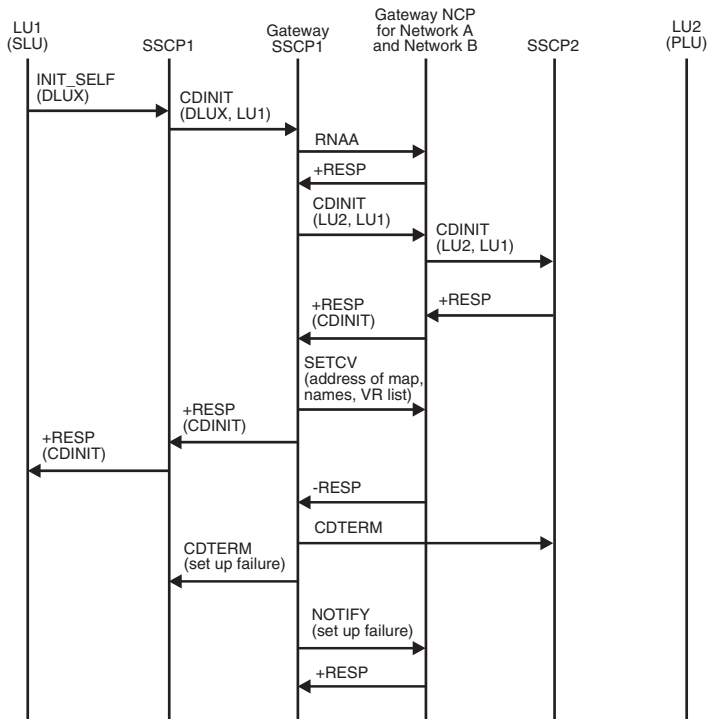 LU1
(SLU)
SSCP1
Gateway
SSCP1
Gateway NCP
for Network A
and Network B
SSCP2
LU2
(PLU)
INIT_SELF
(DLUX)
CDINIT
(DLUX, LU1)
RNAA
+RESP
CDINIT
(LU2, LU1)
CDINIT
(LU2, LU1)
+RESP
+RESP
(CDINIT)
SETCV
(address of map,
names, VR list)
+RESP
(CDINIT)
+RESP
(CDINIT)
-RESP
CDTERM
CDTERM
(set up failure)
NOTIFY
(set up failure)
+RESP